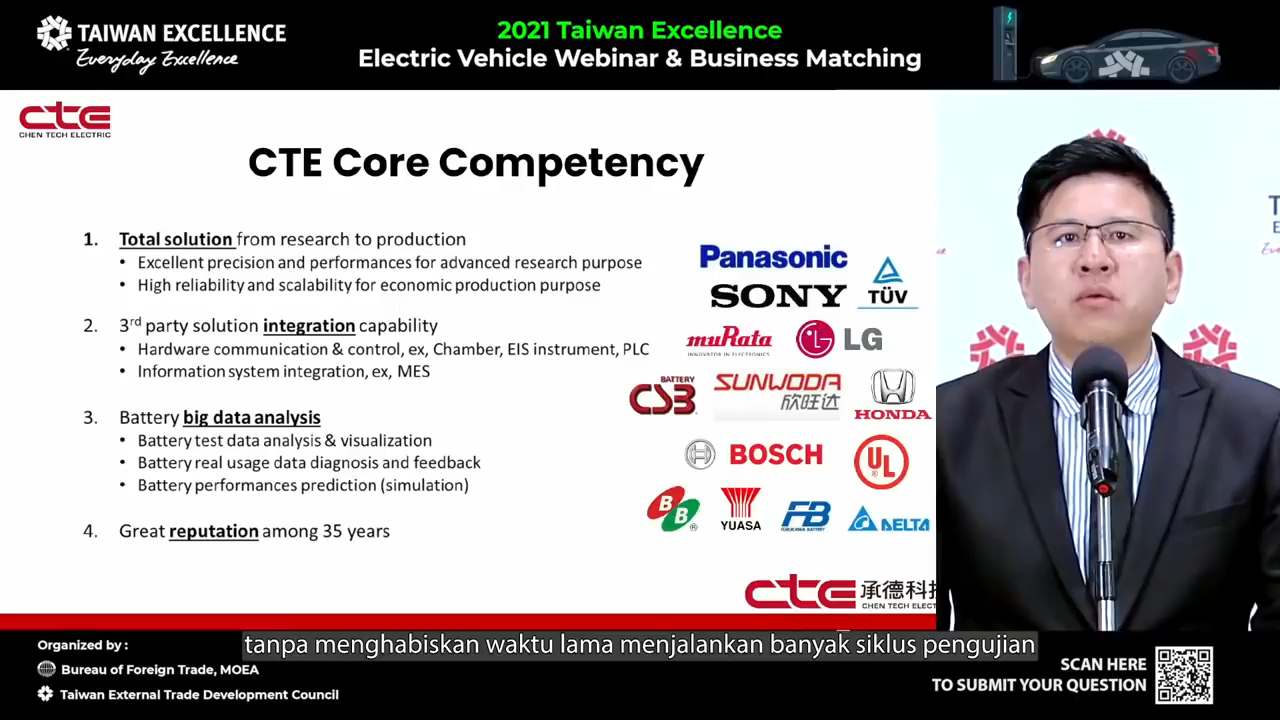 TAIWAN EXCELLENCE
Everyday Excellence
2021 Taiwan Excellence
Electric Vehicle Webinar & Business Matching
cte
CHEN TECH ELECTRIC
CTE Core Competency
1. Total solution from research to production
• Excellent precision and performances for advanced research purpose
• High reliability and scalability for economic production purpose
2. 3rd party solution integration capability
• Hardware communication & control, ex, Chamber, EIS instrument, PLC
• Information system integration, ex, MES
3. Battery big data analysis
• Battery test data analysis & visualization
• Battery real usage data diagnosis and feedback
• Battery performances prediction (simulation)
4. Great reputation among 35 years
Panasonic
SONY
TÜV
muRata
INNOVATOR IN ELECTRONICS
LG
BATTERY
CSB
SUNWODA
欣旺达
HONDA
BOSCH
UL
BB
YUASA
FB
FURUKAWA BATTERY
DELTA
cte 承德科技
CHEN TECH ELECT
tanpa menghabiskan waktu lama menjalankan banyak siklus pengujian
Organized by :
Bureau of Foreign Trade, MOEA
Taiwan External Trade Development Council
SCAN HERE
TO SUBMIT YOUR QUESTION